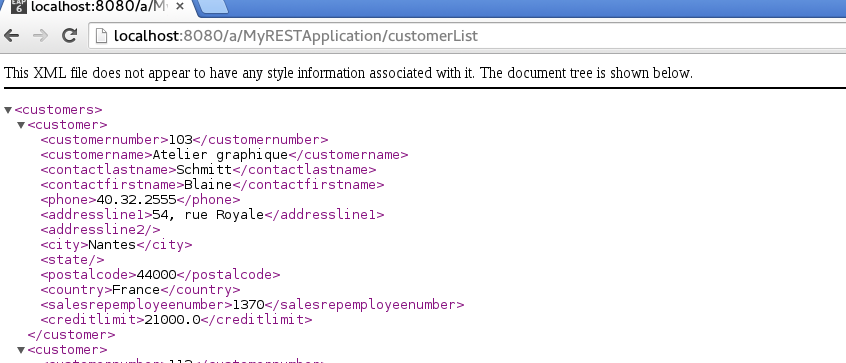 EAP 6 localhost:8080/a/M ×
localhost:8080/a/MyRESTApplication/customerList
This XML file does not appear to have any style information associated with it. The document tree is shown below.
▼<customers>
▼<customer>
<customernumber>103</customernumber>
<customername>Atelier graphique</customername>
<contactlastname>Schmitt</contactlastname>
<contactfirstname>Blaine</contactfirstname>
<phone>40.32.2555</phone>
<addressline1>54, rue Royale</addressline1>
<addressline2/>
<city>Nantes</city>
<state/>
<postalcode>44000</postalcode>
<country>France</country>
<salesrepemployeenumber>1370</salesrepemployeenumber>
<creditlimit>21000.0</creditlimit>
</customer>
▼<customer>